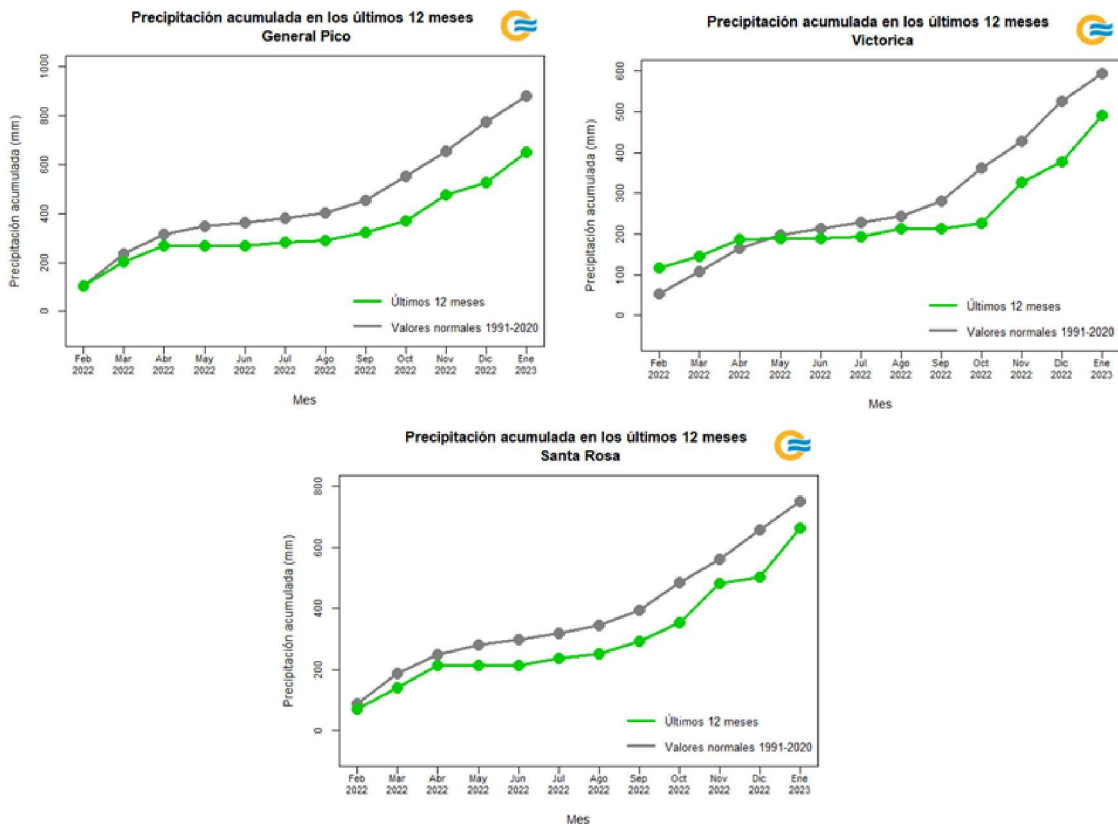 Precipitación acumulada en los últimos 12 meses
General Pico
Precipitación acumulada (mm)
1000
800
600
400
200
0
Últimos 12 meses
Valores normales 1991-2020
Feb Mar Abr May Jun Jul Ago Sep Oct Nov Dic Ene
2022 2022 2022 2022 2022 2022 2022 2022 2022 2022 2022 2023
Mes
Precipitación acumulada en los últimos 12 meses
Victorica
Precipitación acumulada (mm)
600
500
400
300
200
100
0
Últimos 12 meses
Valores normales 1991-2020
Feb Mar Abr May Jun Jul Ago Sep Oct Nov Dic Ene
2022 2022 2022 2022 2022 2022 2022 2022 2022 2022 2022 2023
Mes
Precipitación acumulada en los últimos 12 meses
Santa Rosa
Precipitación acumulada (mm)
800
600
400
200
0
Últimos 12 meses
Valores normales 1991-2020
Feb Mar Abr May Jun Jul Ago Sep Oct Nov Dic Ene
2022 2022 2022 2022 2022 2022 2022 2022 2022 2022 2022 2023
Mes